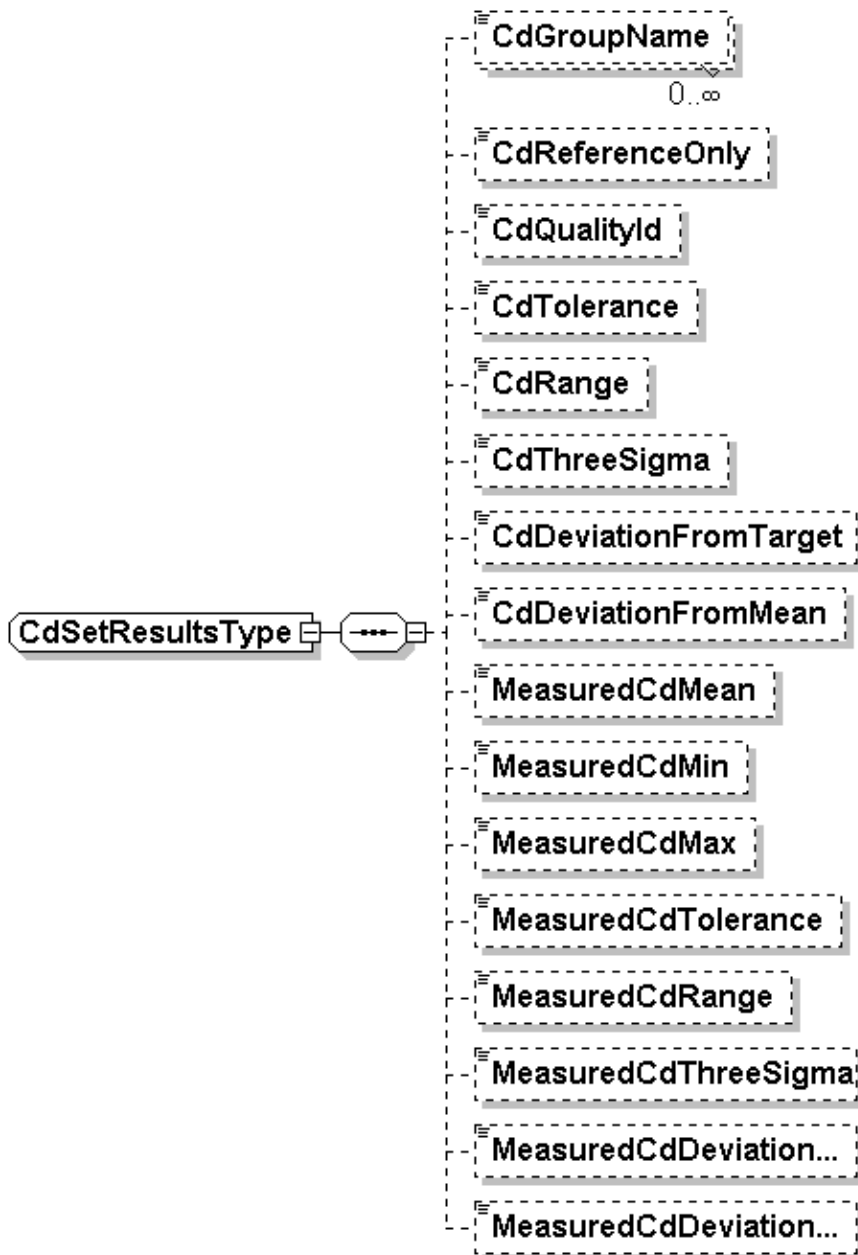 CdGroupName
0..∞
CdReferenceOnly
CdQualityId
CdTolerance
CdRange
CdThreeSigma
CdDeviationFromTarget
CdDeviationFromMean
CdSetResultsType
MeasuredCdMean
MeasuredCdMin
MeasuredCdMax
MeasuredCdTolerance
MeasuredCdRange
MeasuredCdThreeSigma
MeasuredCdDeviation...
MeasuredCdDeviation...